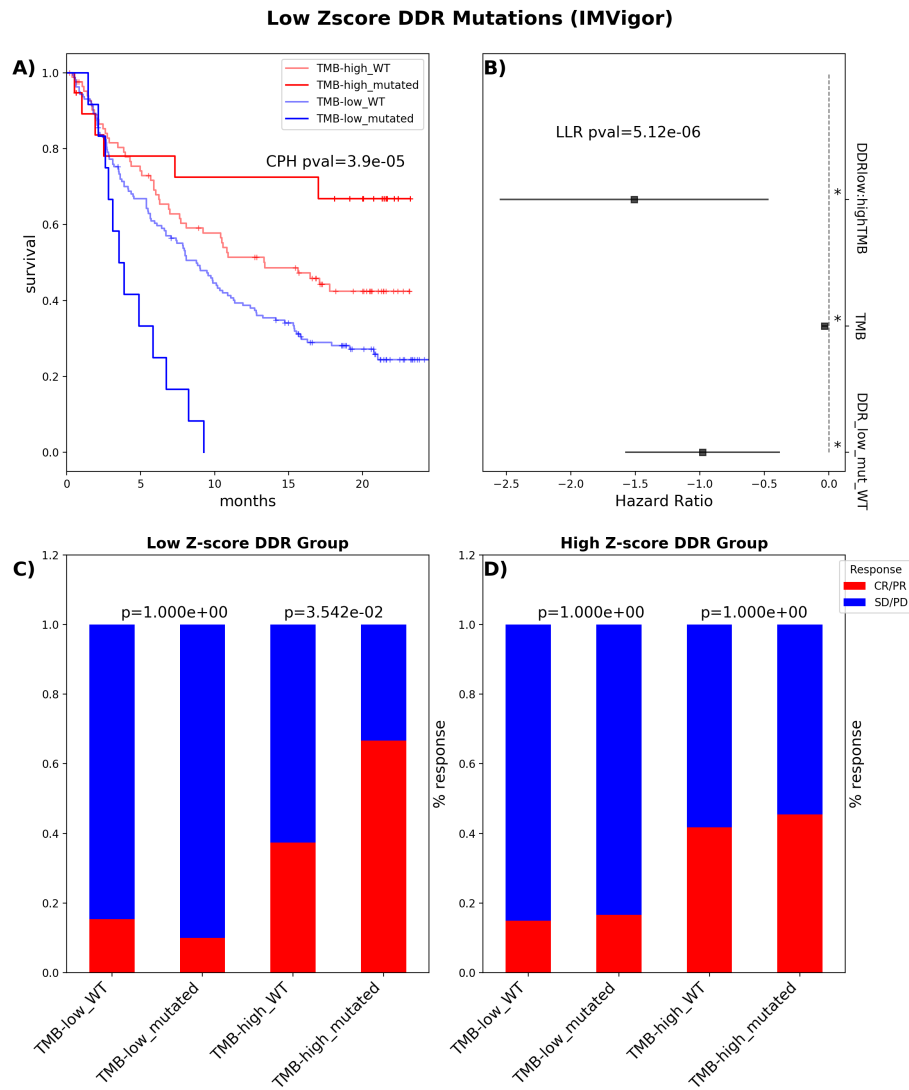 Low Zscore DDR Mutations (IMVigor)
A)
TMB-high_WT
TMB-high_mutated
TMB-low_WT
TMB-low_mutated
CPH pval=3.9e-05
survival
1.0
0.8
0.6
0.4
0.2
0.0
0
5
10
15
20
months
B)
LLR pval=5.12e-06
*
*
*
DDRlow:highTMB
TMB
DDR_low_mut_WT
−2.5
−2.0
−1.5
−1.0
−0.5
0.0
Hazard Ratio
Low Z-score DDR Group
C)
p=1.000e+00
p=3.542e-02
1.2
1.0
0.8
0.6
0.4
0.2
0.0
% response
TMB-low_WT
TMB-low_mutated
TMB-high_WT
TMB-high_mutated
High Z-score DDR Group
D)
p=1.000e+00
p=1.000e+00
Response
CR/PR
SD/PD
1.2
1.0
0.8
0.6
0.4
0.2
0.0
% response
TMB-low_WT
TMB-low_mutated
TMB-high_WT
TMB-high_mutated